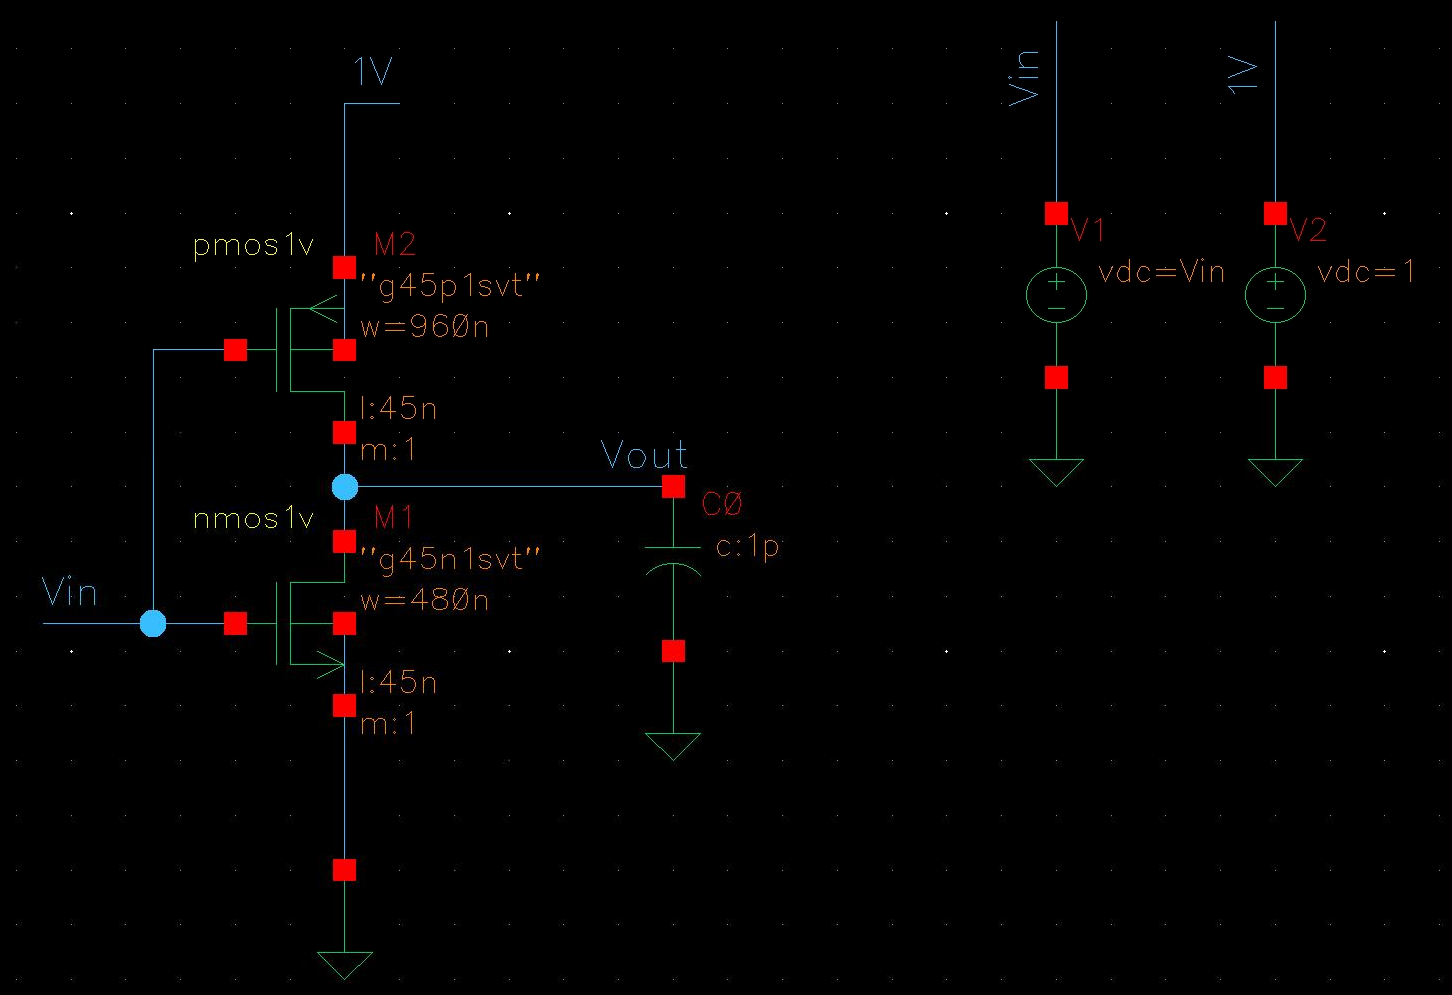 1V
pmos1v
M2
"g45p1svt"
w=960n
l:45n
m:1
Vout
nmos1v
M1
"g45n1svt"
w=480n
l:45n
m:1
Vin
C0
c:1p
Vin
V1
vdc=Vin
1V
V2
vdc=1